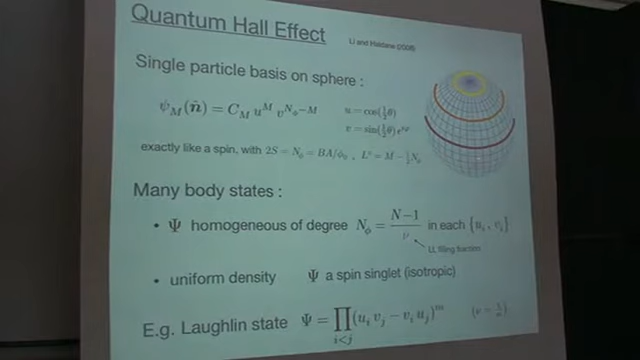 Quantum Hall Effect
Li and Haldane (2008)
Single particle basis on sphere :
ψ_M(n̂) = C_M u^M v^{N_ϕ−M}
u = cos(½θ)
v = sin(½θ) e^{iφ}
exactly like a spin, with 2S = N_ϕ = BA/ϕ₀ , L^z = M − ½N_ϕ
Many body states :
• Ψ homogeneous of degree N_ϕ = (N−1)/ν in each {u_i , v_i}
LL filling fraction
• uniform density Ψ a spin singlet (isotropic)
E.g. Laughlin state Ψ = ∏_{i<j} (u_i v_j − v_i u_j)^m (ν = 1/m)